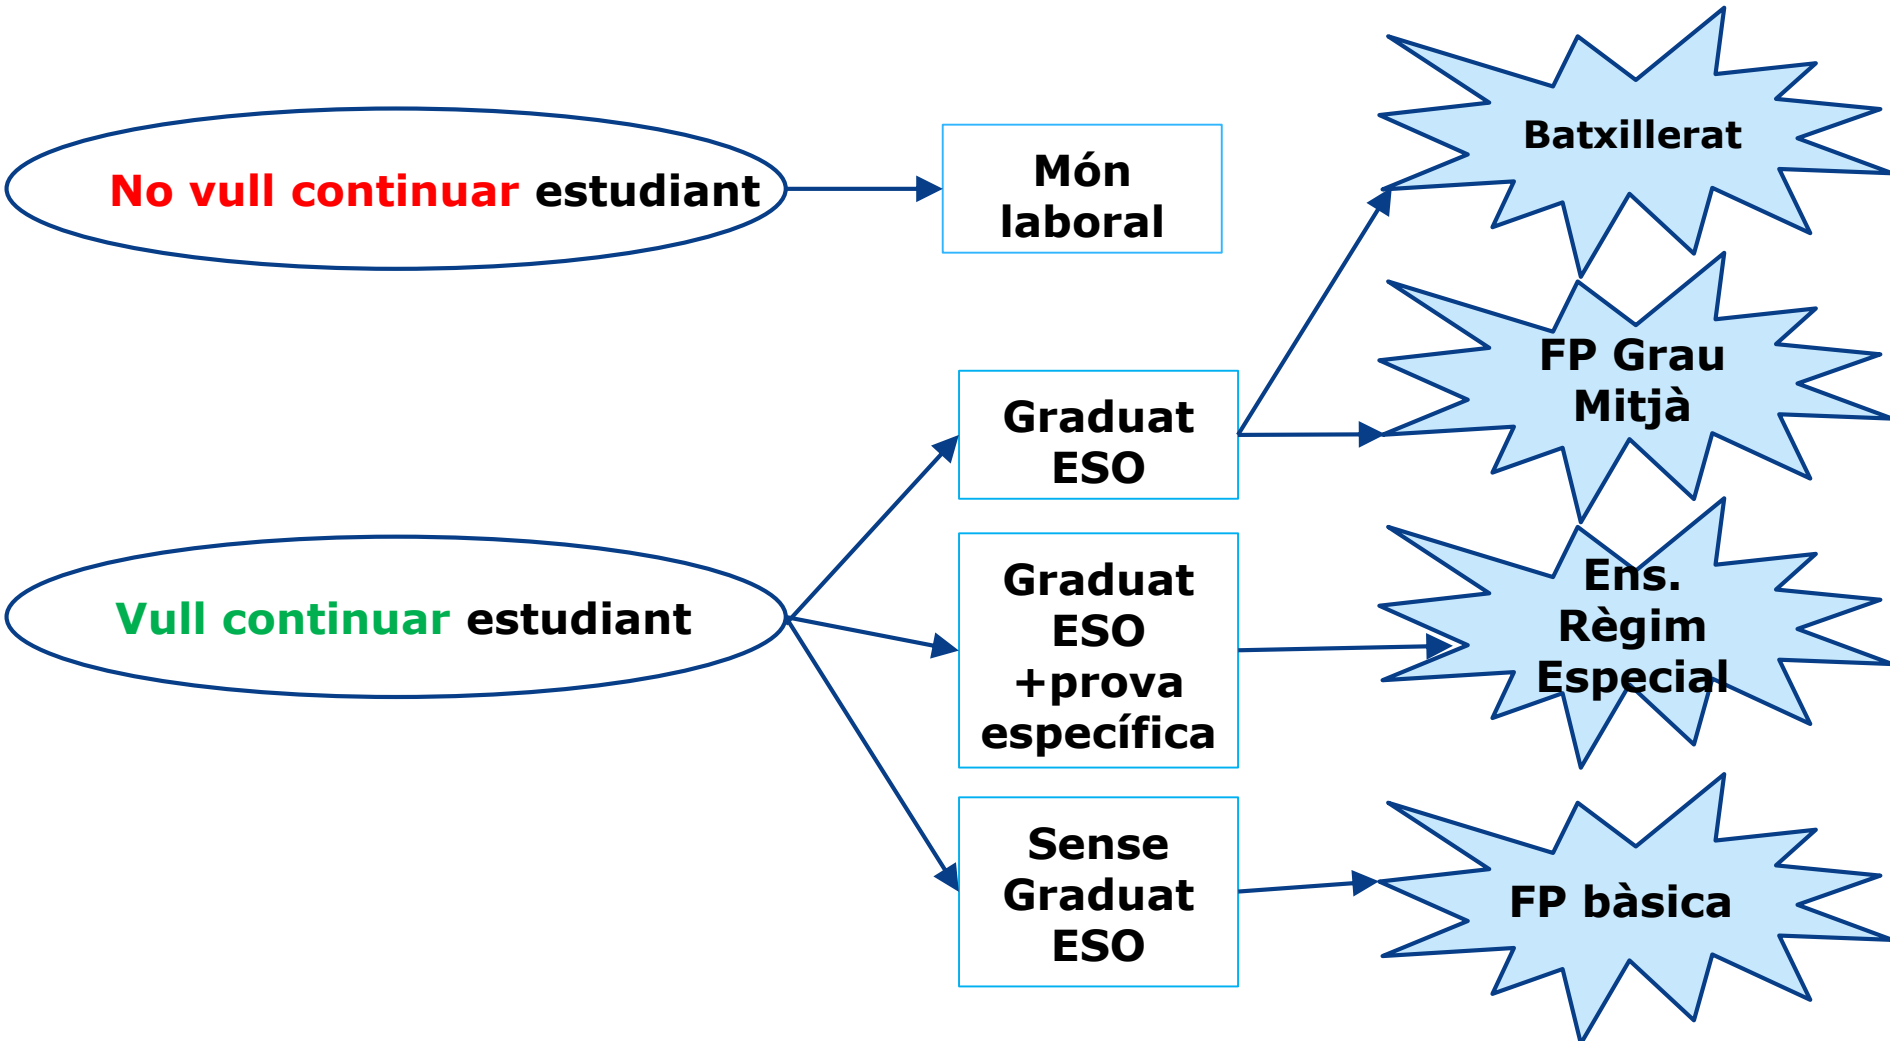 No vull continuar estudiant
Món
laboral
Batxillerat
FP Grau
Mitjà
Graduat
ESO
Vull continuar estudiant
Graduat
ESO
+prova
específica
Ens.
Règim
Especial
Sense
Graduat
ESO
FP bàsica